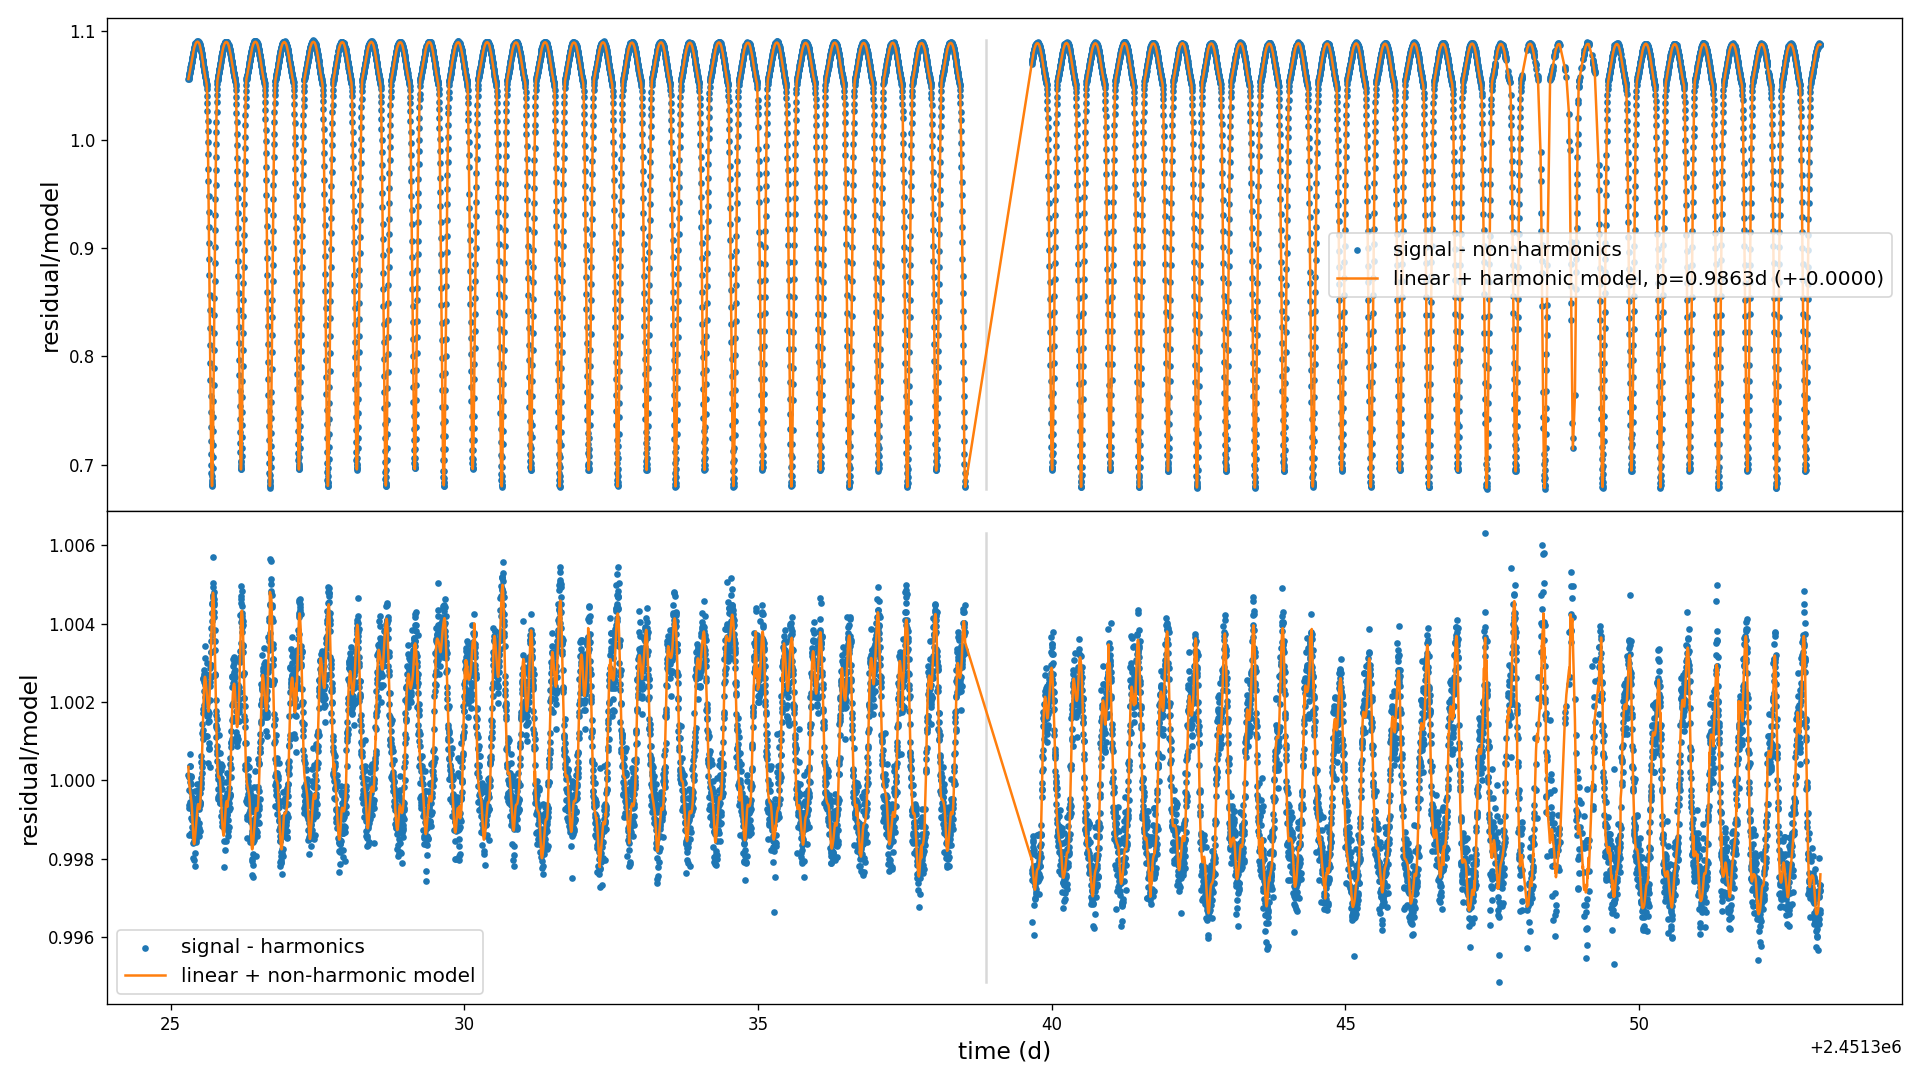 1.1
1.0
0.9
0.8
0.7
residual/model
signal - non-harmonics
linear + harmonic model, p=0.9863d (+-0.0000)
1.006
1.004
1.002
1.000
0.998
0.996
residual/model
signal - harmonics
linear + non-harmonic model
25
30
35
40
45
50
time (d)
+2.4513e6